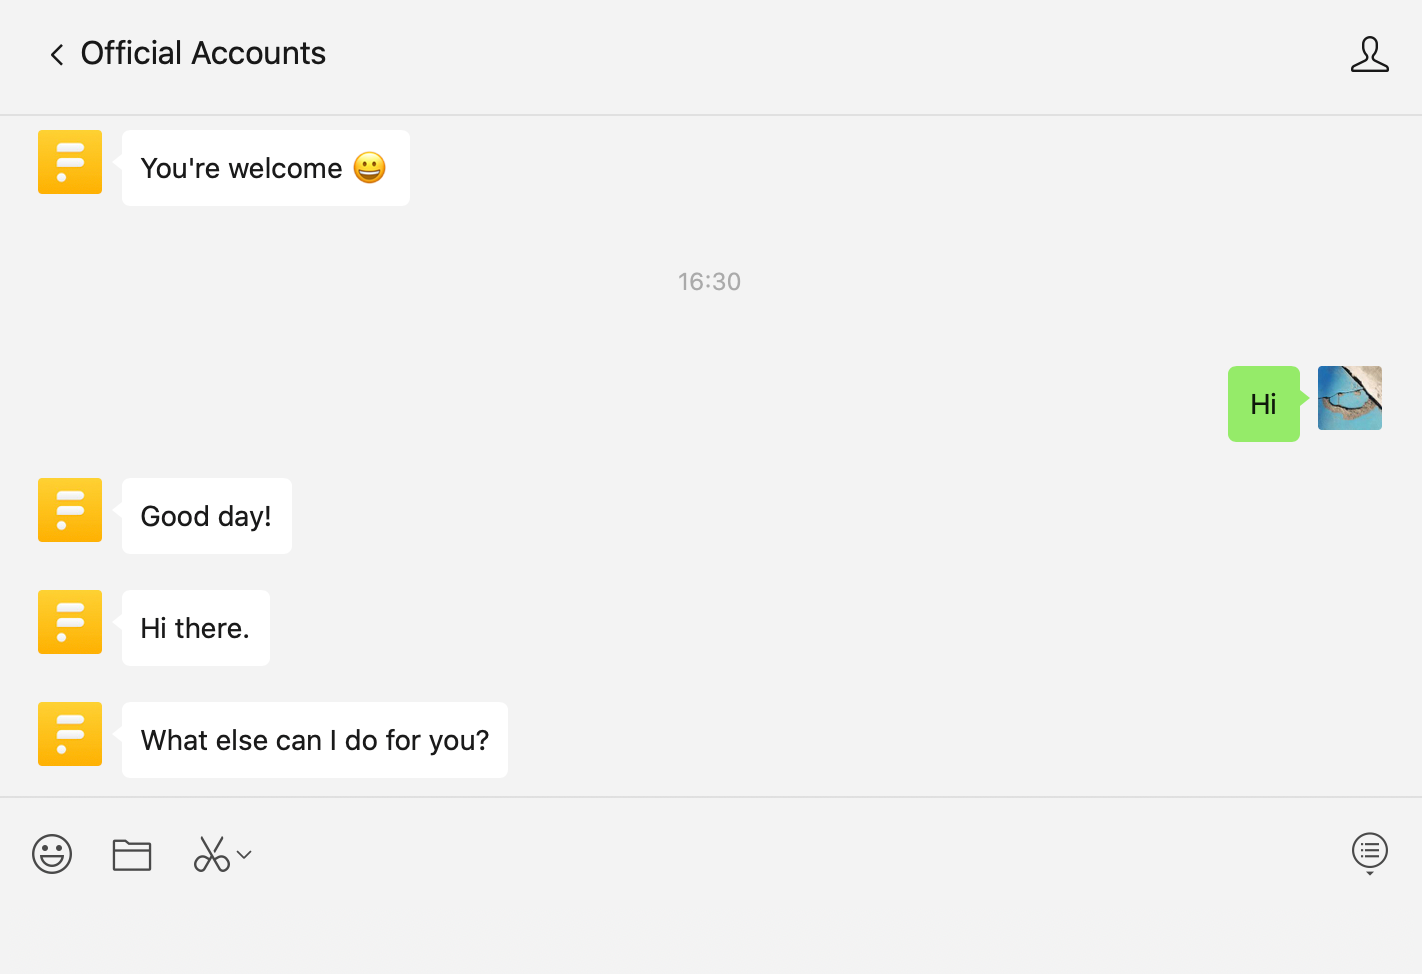 Official Accounts
You're welcome 😀
16:30
Hi
Good day!
Hi there.
What else can I do for you?